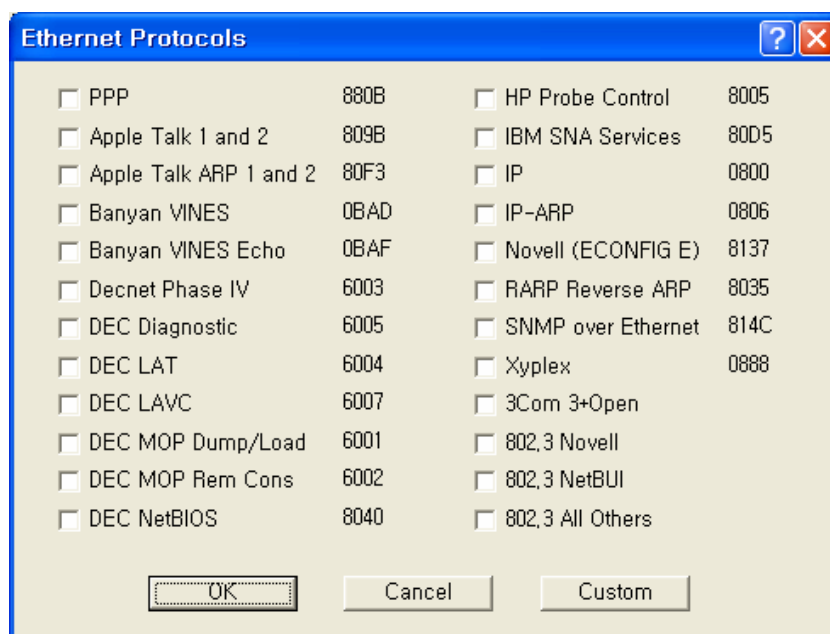 Ethernet Protocols
PPP 880B
Apple Talk 1 and 2 809B
Apple Talk ARP 1 and 2 80F3
Banyan VINES 0BAD
Banyan VINES Echo 0BAF
Decnet Phase IV 6003
DEC Diagnostic 6005
DEC LAT 6004
DEC LAVC 6007
DEC MOP Dump/Load 6001
DEC MOP Rem Cons 6002
DEC NetBIOS 8040
HP Probe Control 8005
IBM SNA Services 80D5
IP 0800
IP-ARP 0806
Novell (ECONFIG E) 8137
RARP Reverse ARP 8035
SNMP over Ethernet 814C
Xyplex 0888
3Com 3+Open
802,3 Novell
802,3 NetBUI
802,3 All Others
OK
Cancel
Custom